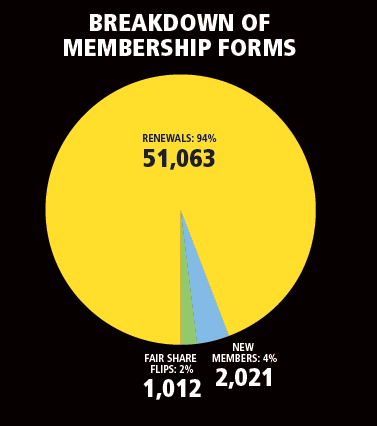 BREAKDOWN OF
MEMBERSHIP FORMS
RENEWALS: 94%
51,063
FAIR SHARE
FLIPS: 2%
1,012
NEW
MEMBERS: 4%
2,021